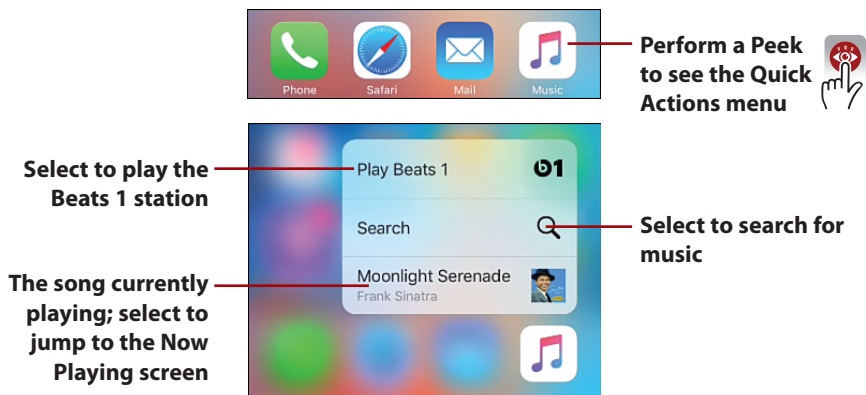 Phone
Safari
Mail
Music
Perform a Peek
to see the Quick
Actions menu
Select to play the
Beats 1 station
Play Beats 1
Search
Select to search for
music
The song currently
playing; select to
jump to the Now
Playing screen
Moonlight Serenade
Frank Sinatra